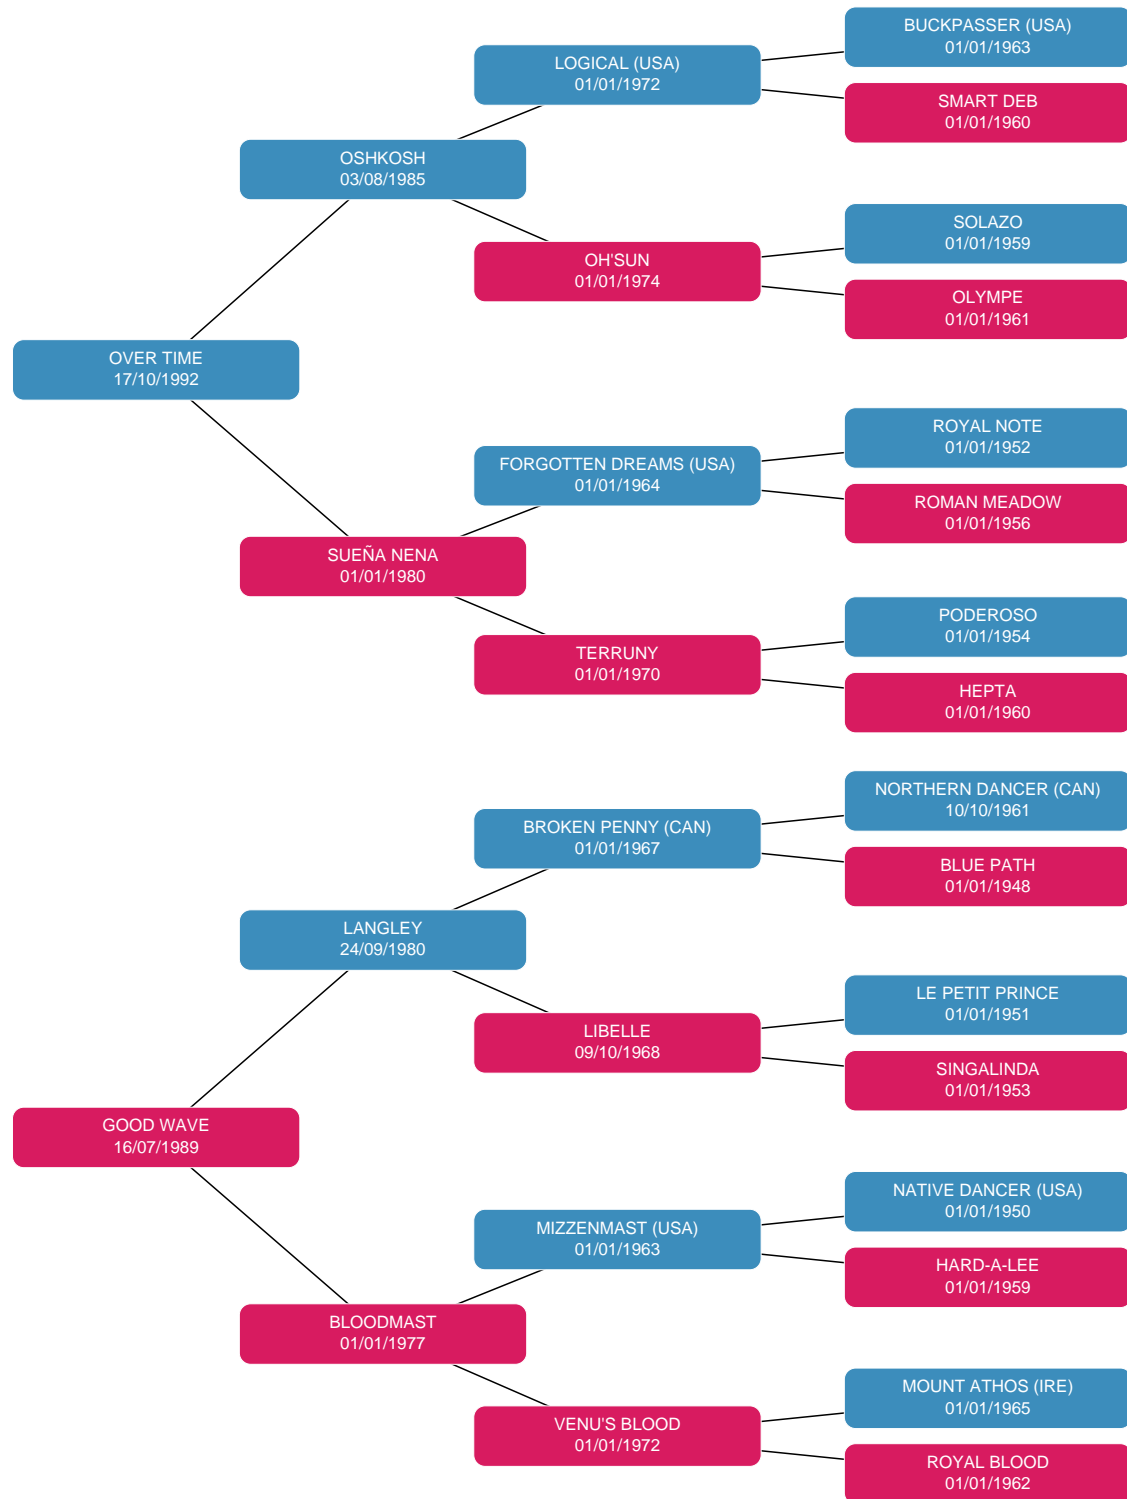 BUCKPASSER (USA)
01/01/1963
LOGICAL (USA)
01/01/1972
SMART DEB
01/01/1960
OSHKOSH
03/08/1985
SOLAZO
01/01/1959
OH'SUN
01/01/1974
OLYMPE
01/01/1961
OVER TIME
17/10/1992
ROYAL NOTE
01/01/1952
FORGOTTEN DREAMS (USA)
01/01/1964
ROMAN MEADOW
01/01/1956
SUEÑA NENA
01/01/1980
PODEROSO
01/01/1954
TERRUNY
01/01/1970
HEPTA
01/01/1960
NORTHERN DANCER (CAN)
10/10/1961
BROKEN PENNY (CAN)
01/01/1967
BLUE PATH
01/01/1948
LANGLEY
24/09/1980
LE PETIT PRINCE
01/01/1951
LIBELLE
09/10/1968
SINGALINDA
01/01/1953
GOOD WAVE
16/07/1989
NATIVE DANCER (USA)
01/01/1950
MIZZENMAST (USA)
01/01/1963
HARD-A-LEE
01/01/1959
BLOODMAST
01/01/1977
MOUNT ATHOS (IRE)
01/01/1965
VENU'S BLOOD
01/01/1972
ROYAL BLOOD
01/01/1962